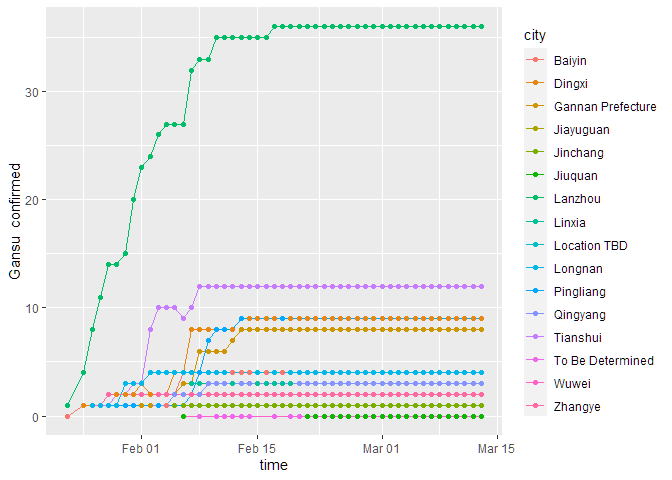 city
Baiyin
Dingxi
Gannan Prefecture
Jiayuguan
Jinchang
Jiuquan
Lanzhou
Linxia
Location TBD
Longnan
Pingliang
Qingyang
Tianshui
To Be Determined
Wuwei
Zhangye
Gansu confirmed
30
20
10
0
Feb 01 Feb 15 Mar 01 Mar 15
time